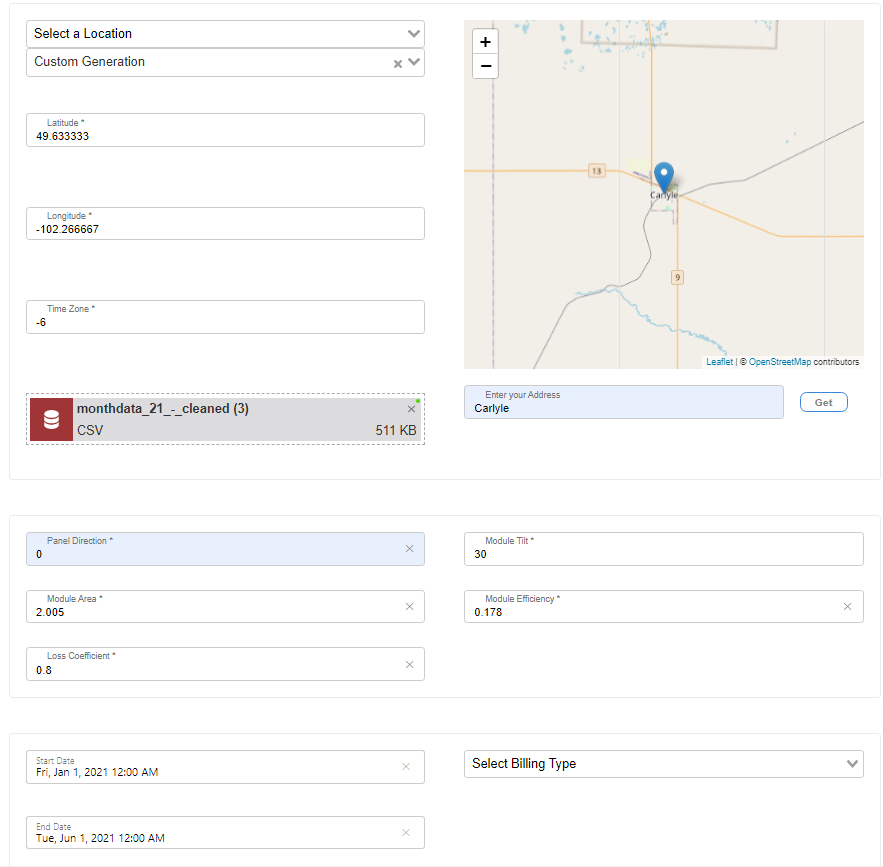 Select a Location
Custom Generation
Latitude *
49.633333
Longitude *
-102.266667
Time Zone *
-6
monthdata_21_-_cleaned (3)
CSV 511 KB
+
−
13
Carlyle
9
Leaflet | © OpenStreetMap contributors
Enter your Address
Carlyle
Get
Panel Direction *
0
Module Tilt *
30
Module Area *
2.005
Module Efficiency *
0.178
Loss Coefficient *
0.8
Start Date
Fri, Jan 1, 2021 12:00 AM
Select Billing Type
End Date
Tue, Jun 1, 2021 12:00 AM